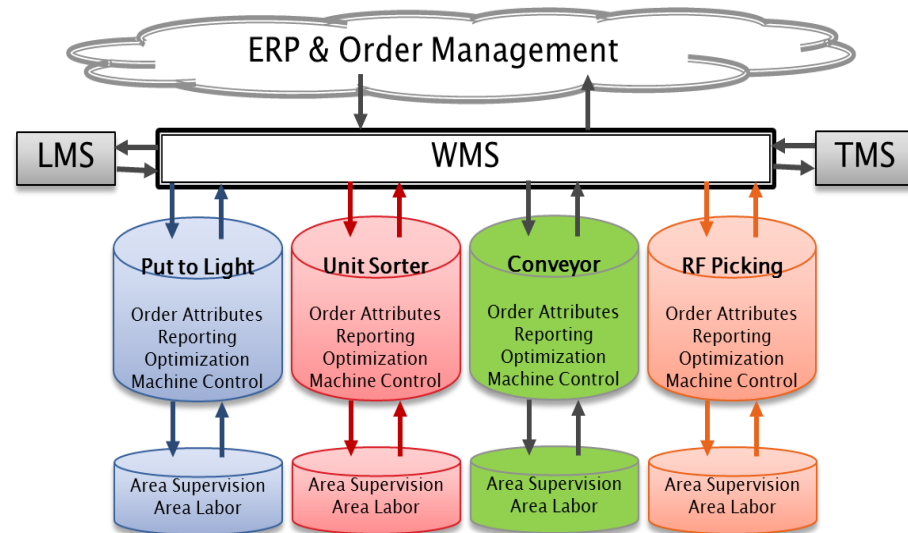 ERP & Order Management
LMS
WMS
TMS
Put to Light
Order Attributes
Reporting
Optimization
Machine Control
Unit Sorter
Order Attributes
Reporting
Optimization
Machine Control
Conveyor
Order Attributes
Reporting
Optimization
Machine Control
RF Picking
Order Attributes
Reporting
Optimization
Machine Control
Area Supervision
Area Labor
Area Supervision
Area Labor
Area Supervision
Area Labor
Area Supervision
Area Labor